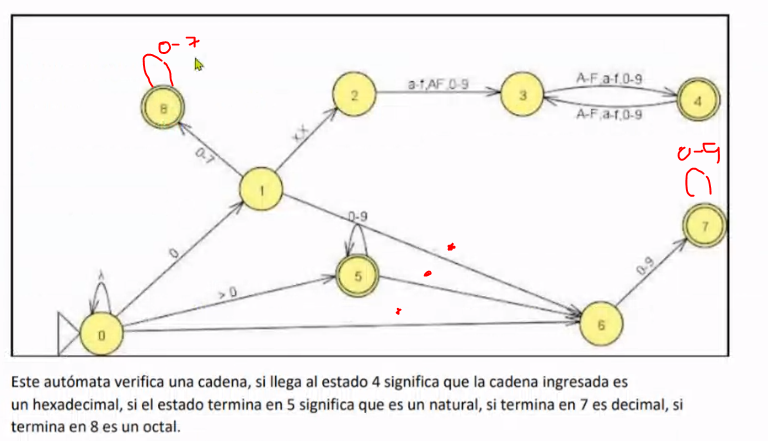 0-7
8
2
a-f,AF,0-9
3
A-F,a-f,0-9
4
A-F,a-f,0-9
0-7
x,X
1
0-9
0-9
7
0
λ
> 0
5
0-9
0
6
Este autómata verifica una cadena, si llega al estado 4 significa que la cadena ingresada es
un hexadecimal, si el estado termina en 5 significa que es un natural, si termina en 7 es decimal, si
termina en 8 es un octal.